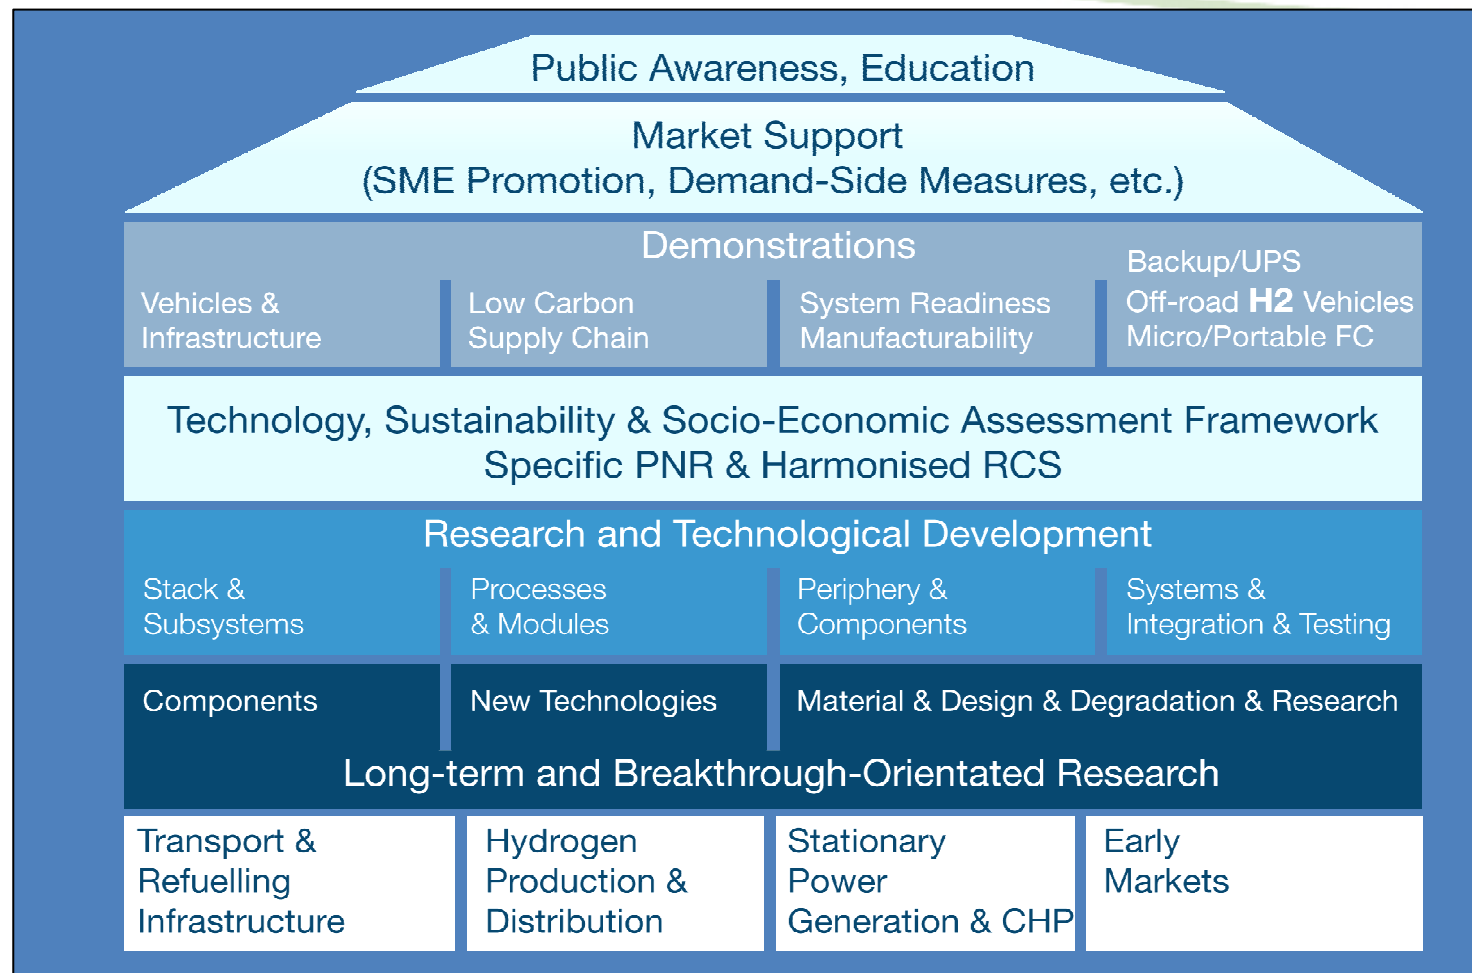 Public Awareness, Education
Market Support
(SME Promotion, Demand-Side Measures, etc.)
Demonstrations
Vehicles &
Infrastructure
Low Carbon
Supply Chain
System Readiness
Manufacturability
Backup/UPS
Off-road H2 Vehicles
Micro/Portable FC
Technology, Sustainability & Socio-Economic Assessment Framework
Specific PNR & Harmonised RCS
Research and Technological Development
Stack &
Subsystems
Processes
& Modules
Periphery &
Components
Systems &
Integration & Testing
Components
New Technologies
Material & Design & Degradation & Research
Long-term and Breakthrough-Orientated Research
Transport &
Refuelling
Infrastructure
Hydrogen
Production &
Distribution
Stationary
Power
Generation & CHP
Early
Markets